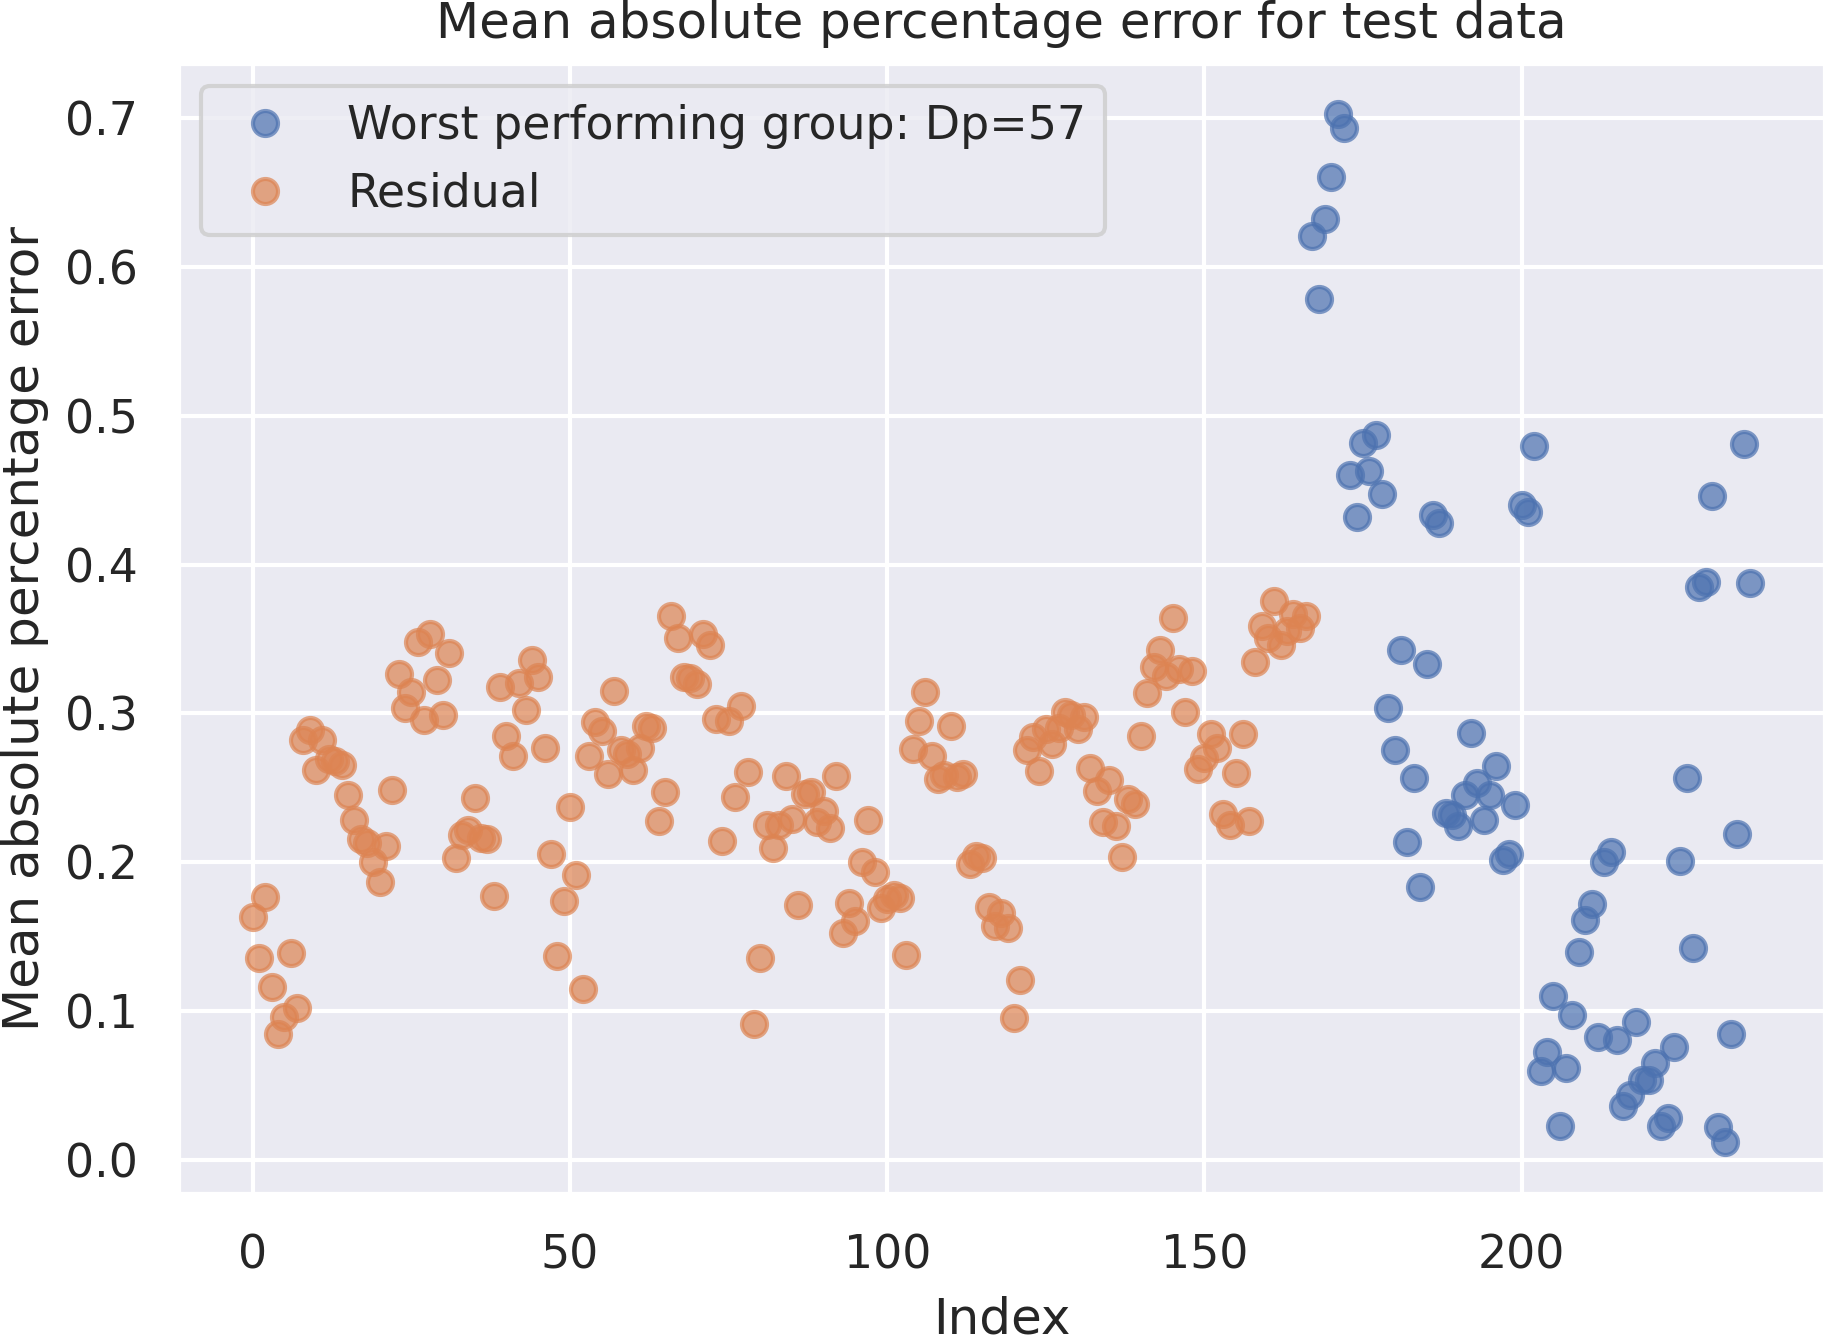 Mean absolute percentage error for test data
Worst performing group: Dp=57
Residual
Mean absolute percentage error
0.7
0.6
0.5
0.4
0.3
0.2
0.1
0.0
0 50 100 150 200
Index